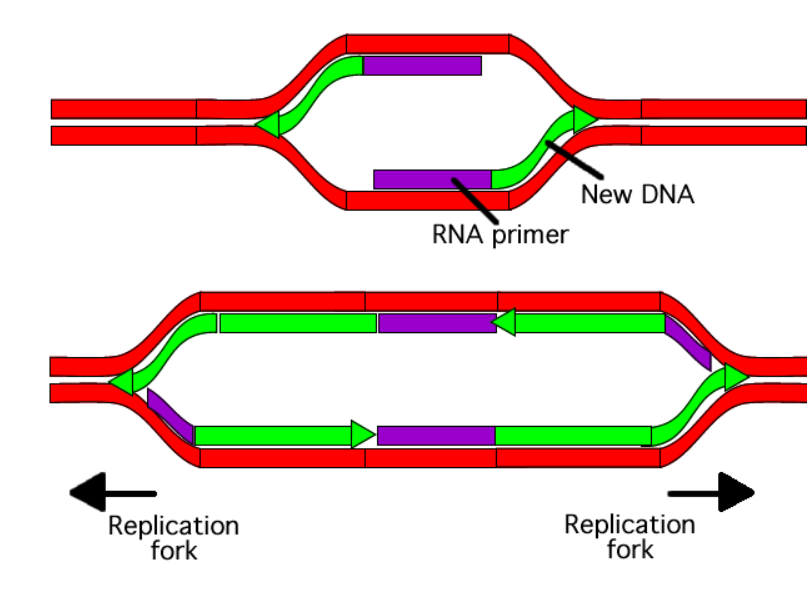 New DNA
RNA primer
Replication
fork
Replication
fork